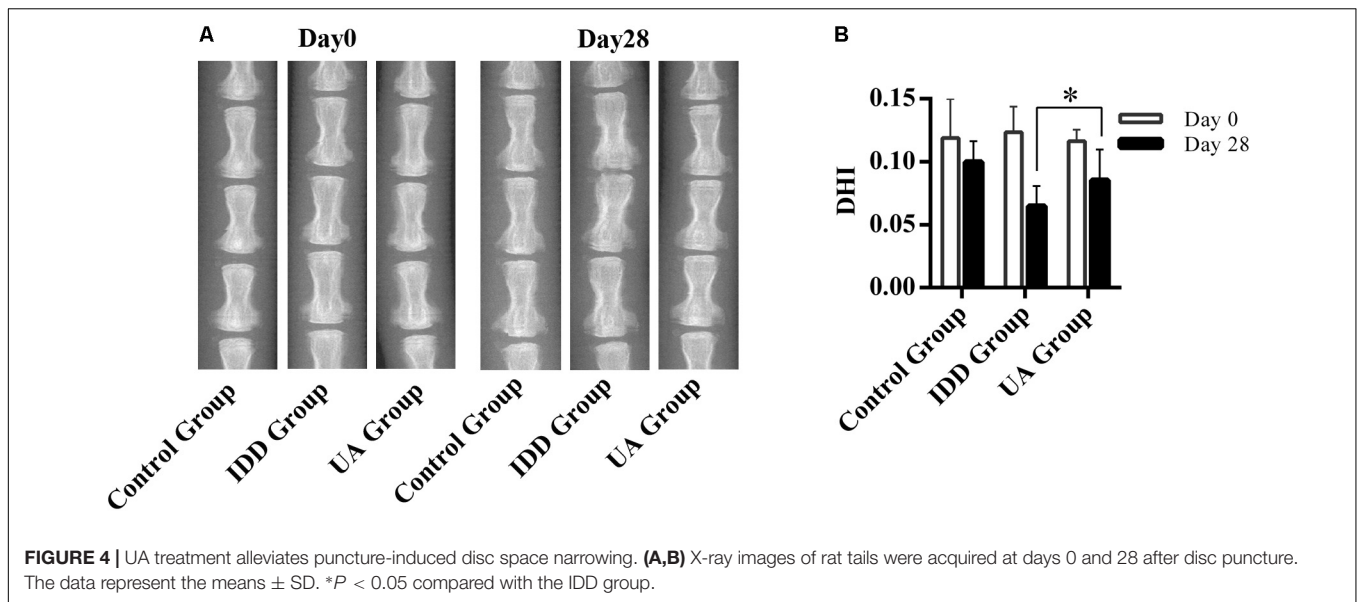 A
Day0
Day28
Control Group
IDD Group
UA Group
Control Group
IDD Group
UA Group
B
DHI
0.15
0.10
0.05
0.00
*
Day 0
Day 28
Control Group
IDD Group
UA Group
FIGURE 4 | UA treatment alleviates puncture-induced disc space narrowing. (A,B) X-ray images of rat tails were acquired at days 0 and 28 after disc puncture.
The data represent the means ± SD. *P < 0.05 compared with the IDD group.